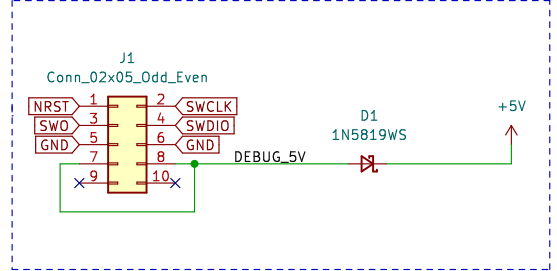 J1
Conn_02x05_Odd_Even
NRST 1 2 SWCLK
SWO 3 4 SWDIO
GND 5 6 GND
7 8
9 10
DEBUG_5V
D1
1N5819WS
+5V